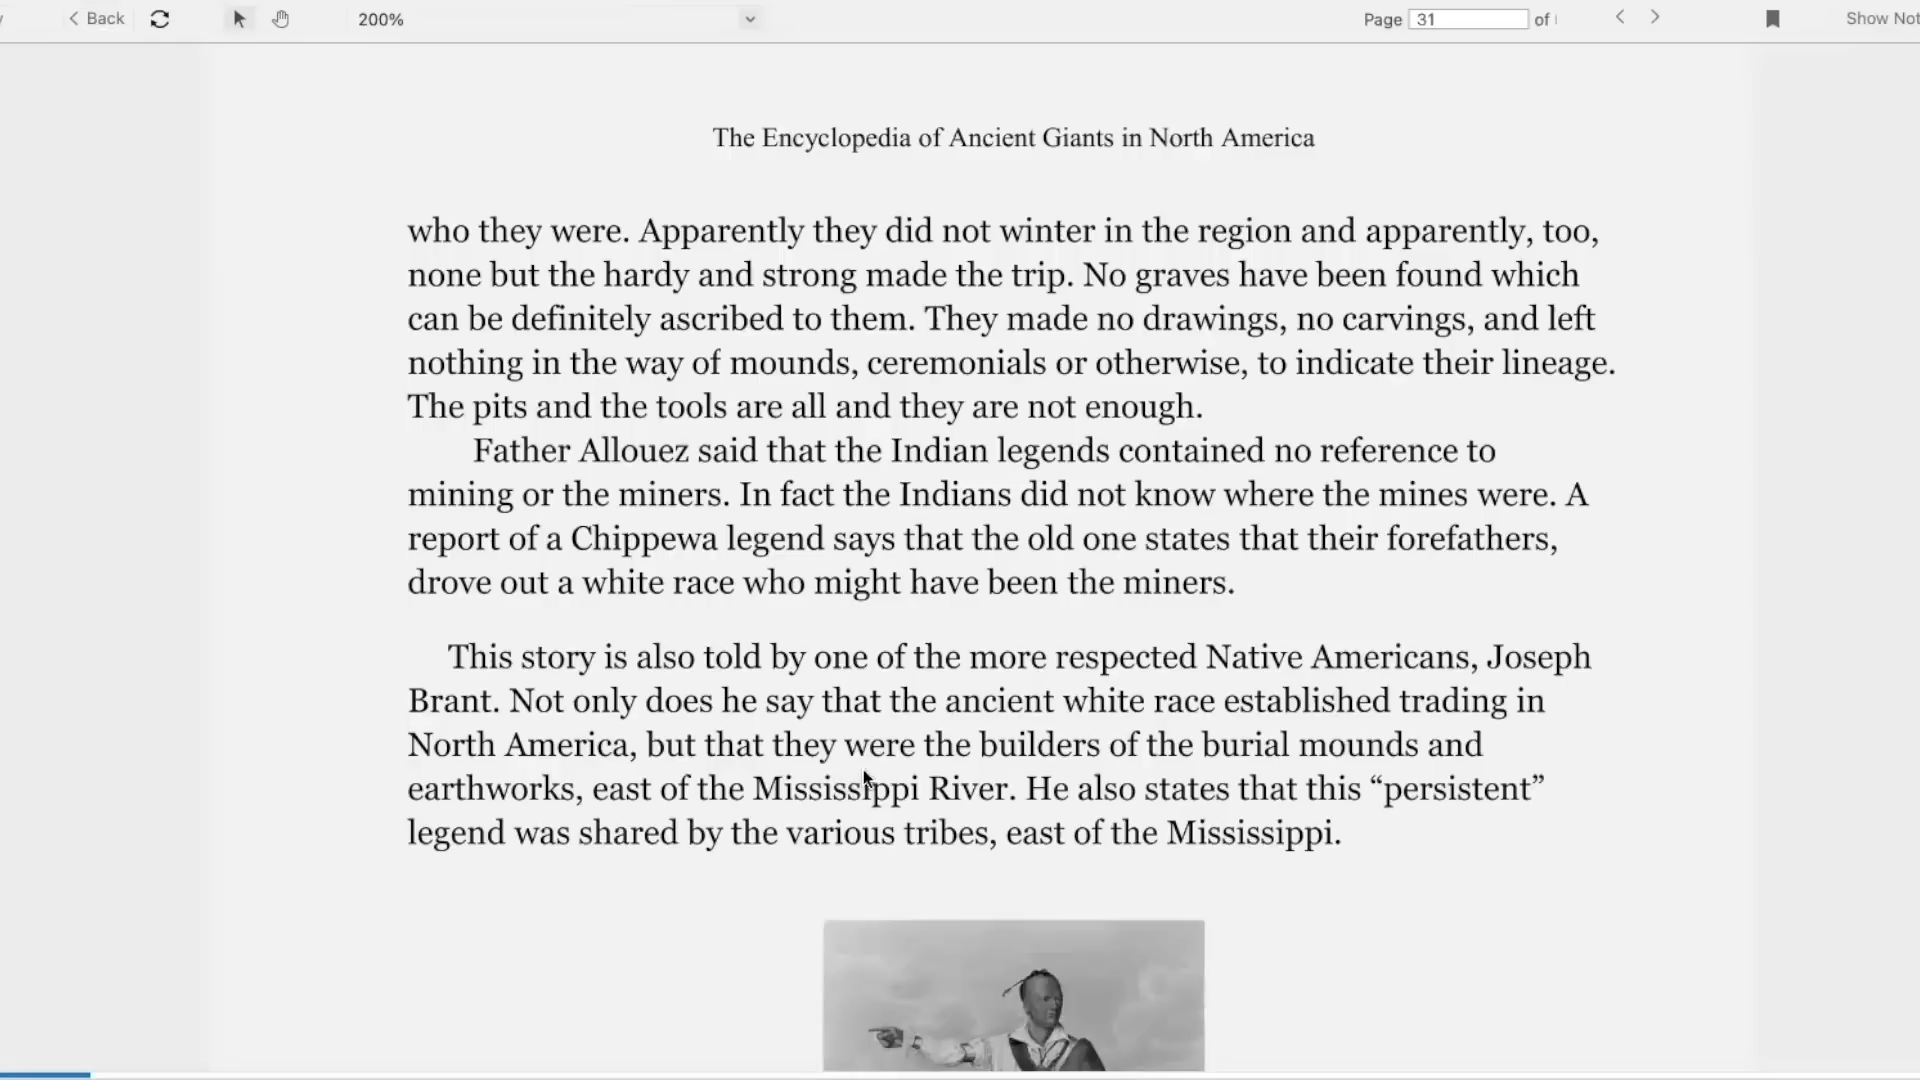 Back
200%
Page 31 of
Show Not
The Encyclopedia of Ancient Giants in North America
who they were. Apparently they did not winter in the region and apparently, too,
none but the hardy and strong made the trip. No graves have been found which
can be definitely ascribed to them. They made no drawings, no carvings, and left
nothing in the way of mounds, ceremonials or otherwise, to indicate their lineage.
The pits and the tools are all and they are not enough.
Father Allouez said that the Indian legends contained no reference to
mining or the miners. In fact the Indians did not know where the mines were. A
report of a Chippewa legend says that the old one states that their forefathers,
drove out a white race who might have been the miners.
This story is also told by one of the more respected Native Americans, Joseph
Brant. Not only does he say that the ancient white race established trading in
North America, but that they were the builders of the burial mounds and
earthworks, east of the Mississippi River. He also states that this “persistent”
legend was shared by the various tribes, east of the Mississippi.